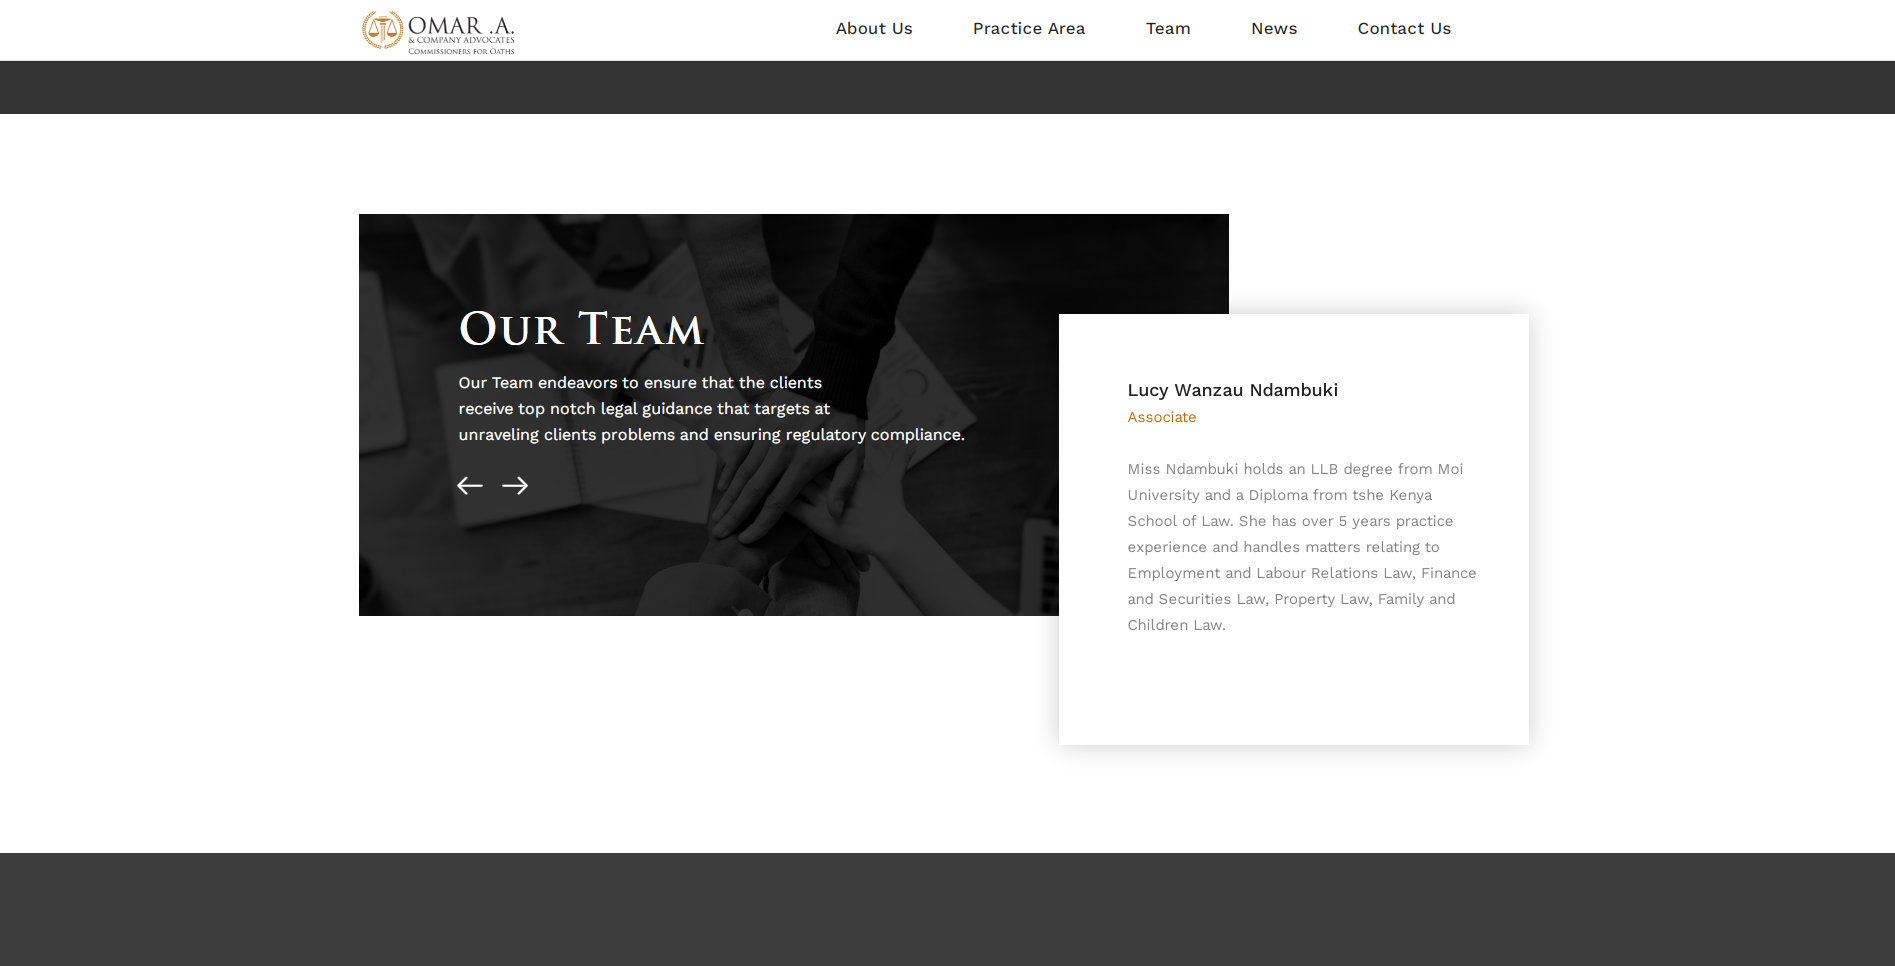 OMAR .A.
& COMPANY ADVOCATES
COMMISSIONERS FOR OATHS
About Us
Practice Area
Team
News
Contact Us
OUR TEAM
Our Team endeavors to ensure that the clients
receive top notch legal guidance that targets at
unraveling clients problems and ensuring regulatory compliance.
Lucy Wanzau Ndambuki
Associate
Miss Ndambuki holds an LLB degree from Moi
University and a Diploma from tshe Kenya
School of Law. She has over 5 years practice
experience and handles matters relating to
Employment and Labour Relations Law, Finance
and Securities Law, Property Law, Family and
Children Law.